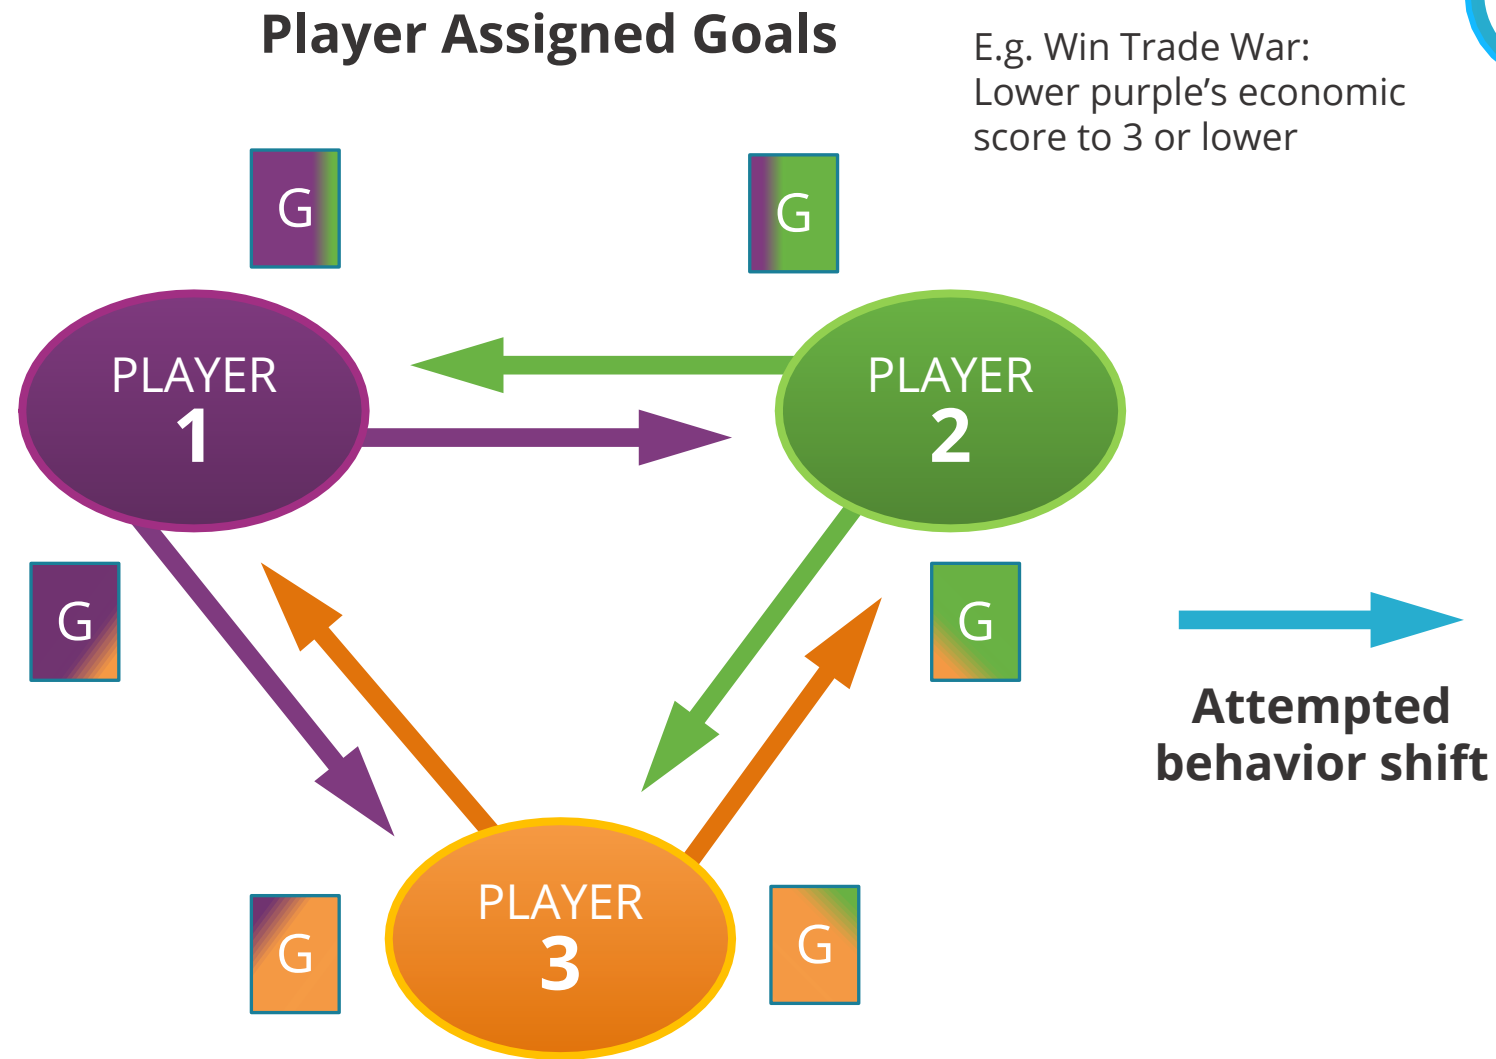 Player Assigned Goals
E.g. Win Trade War:
Lower purple’s economic
score to 3 or lower
G
G
PLAYER
1
PLAYER
2
G
G
Attempted
behavior shift
PLAYER
3
G
G